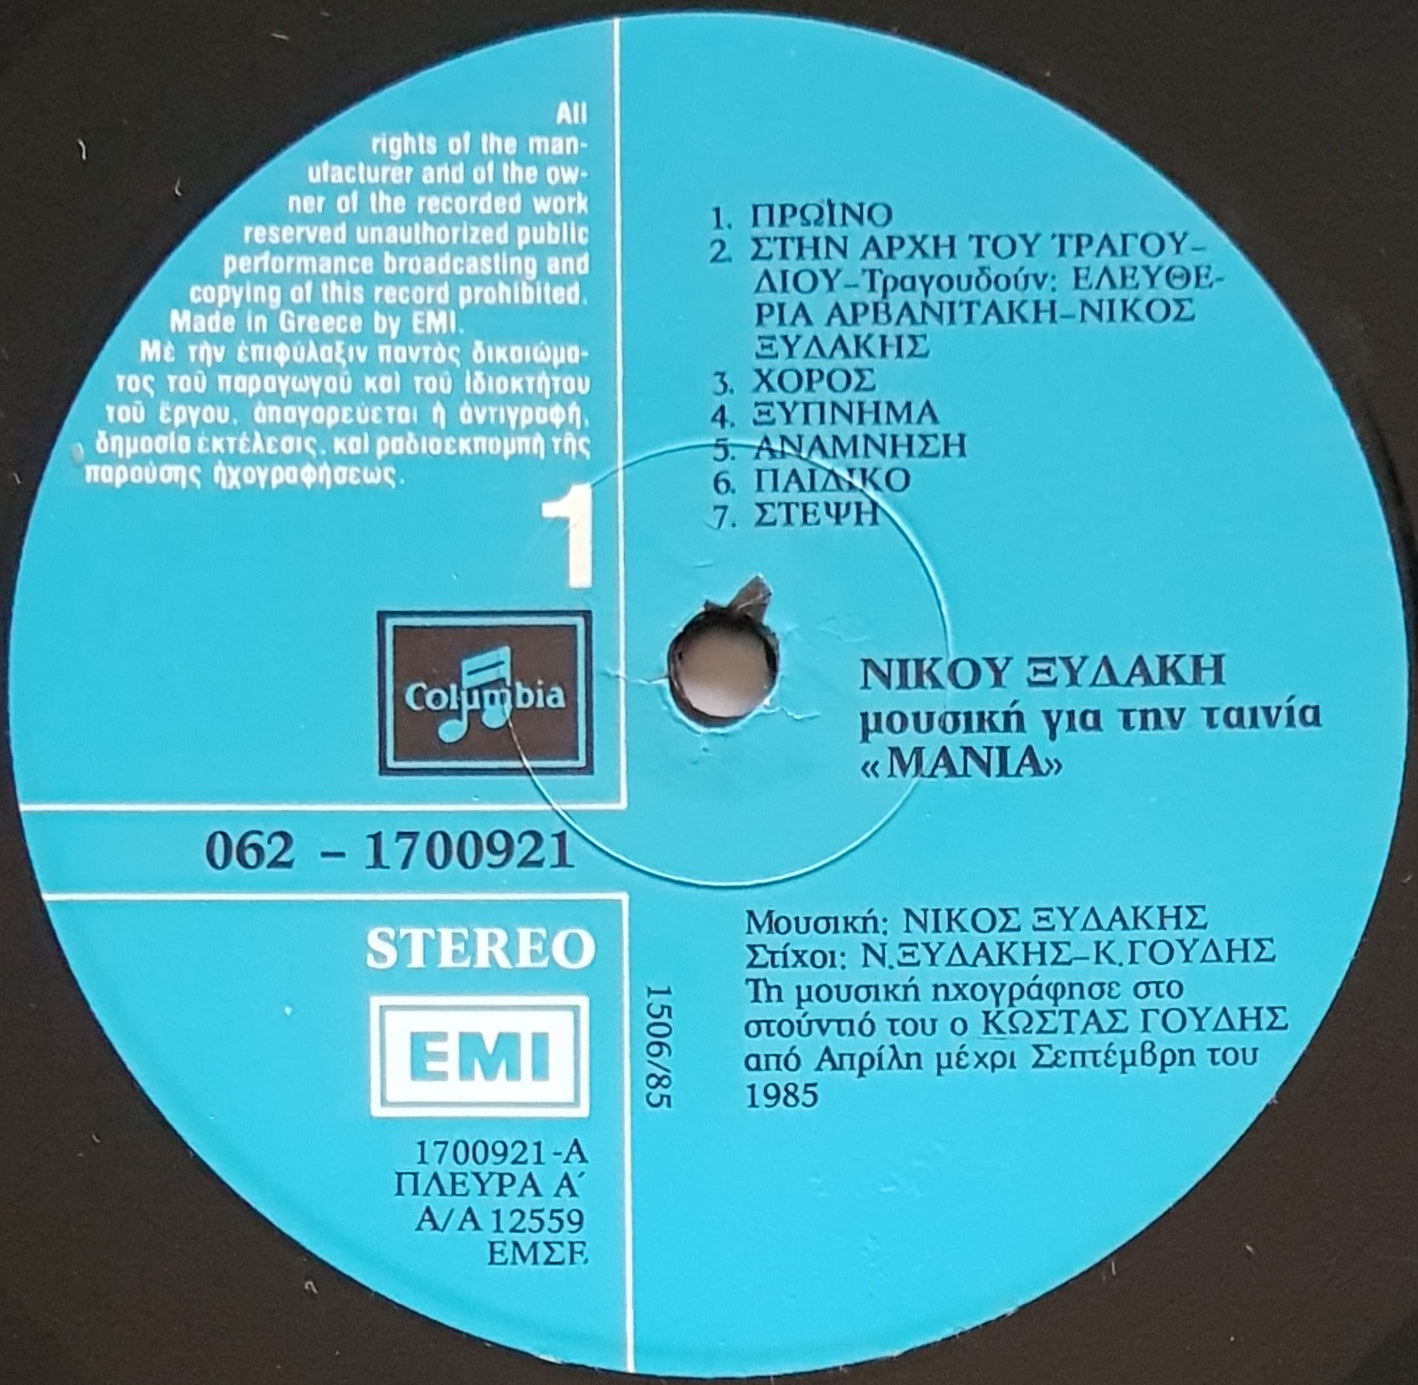 All
rights of the man-
ufacturer and of the ow-
ner of the recorded work
reserved unauthorized public
performance broadcasting and
copying of this record prohibited.
Made in Greece by EMI.
Μὲ τὴν ἐπιφύλαξιν παντὸς δικαιώμα-
τος τοῦ παραγωγοῦ καὶ τοῦ ἰδιοκτήτου
τοῦ ἔργου, ἀπαγορεύεται ἡ ἀντιγραφή,
δημοσία ἐκτέλεσις, καὶ ραδιοεκπομπὴ τῆς
παρούσης ἠχογραφήσεως.
1
Columbia
062 – 1700921
STEREO
EMI
1700921-A
ΠΛΕΥΡΑ Α΄
A/A 12559
ΕΜΣΕ
1506/85
1. ΠΡΩΪΝΟ
2. ΣΤΗΝ ΑΡΧΗ ΤΟΥ ΤΡΑΓΟΥ-
ΔΙΟΥ–Τραγουδούν: ΕΛΕΥΘΕ-
ΡΙΑ ΑΡΒΑΝΙΤΑΚΗ–ΝΙΚΟΣ
ΞΥΔΑΚΗΣ
3. ΧΟΡΟΣ
4. ΞΥΠΝΗΜΑ
5. ΑΝΑΜΝΗΣΗ
6. ΠΑΙΔΙΚΟ
7. ΣΤΕΨΗ
ΝΙΚΟΥ ΞΥΔΑΚΗ
μουσική για την ταινία
«ΜΑΝΙΑ»
Μουσική: ΝΙΚΟΣ ΞΥΔΑΚΗΣ
Στίχοι: Ν.ΞΥΔΑΚΗΣ–Κ.ΓΟΥΔΗΣ
Τη μουσική ηχογράφησε στο
στούντιό του ο ΚΩΣΤΑΣ ΓΟΥΔΗΣ
από Απρίλη μέχρι Σεπτέμβρη του
1985